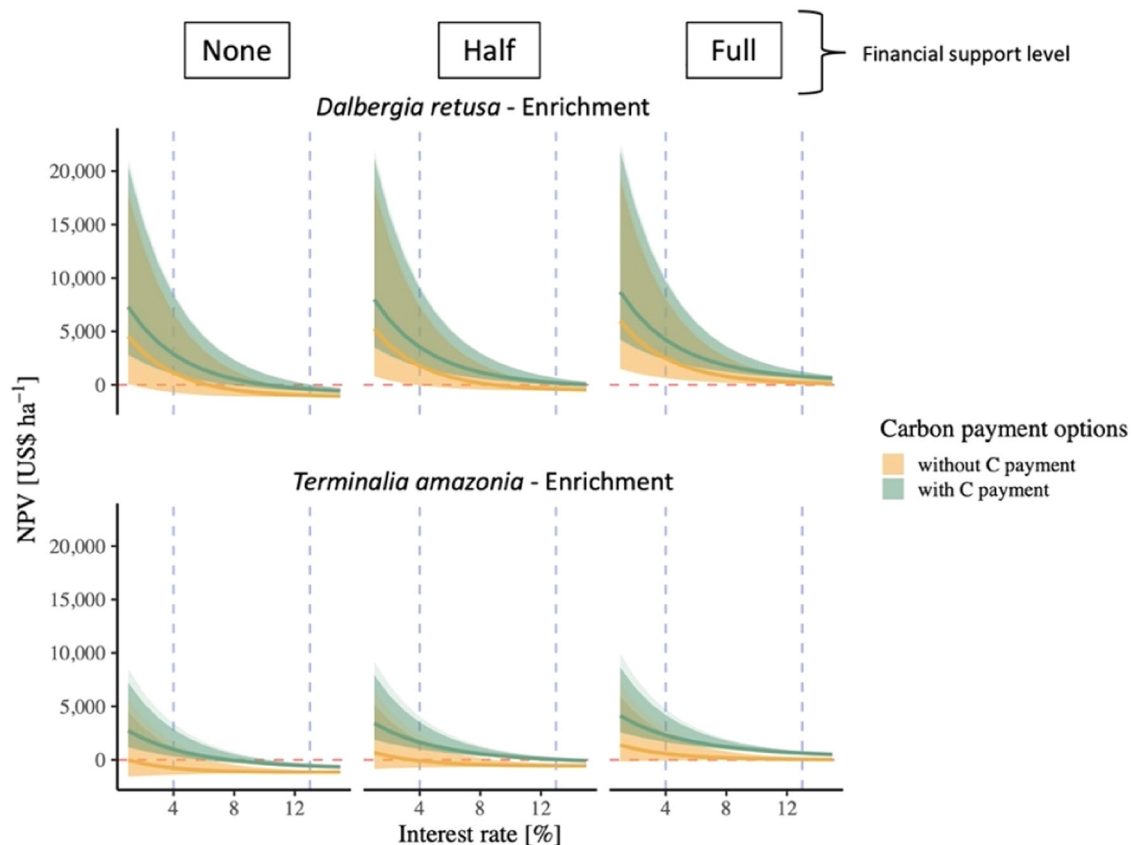 None Half Full Financial support level
Dalbergia retusa - Enrichment
20,000
15,000
10,000
5,000
0
Terminalia amazonia - Enrichment
20,000
15,000
10,000
5,000
0
4 8 12 4 8 12 4 8 12
Interest rate [%]
NPV [US$ ha⁻¹]
Carbon payment options
without C payment
with C payment